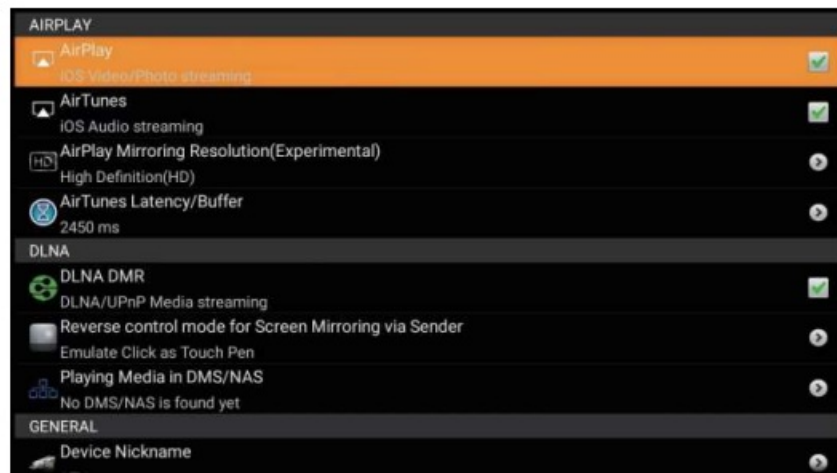 AIRPLAY
AirPlay
iOS Video/Photo streaming
AirTunes
iOS Audio streaming
HD
AirPlay Mirroring Resolution(Experimental)
High Definition(HD)
AirTunes Latency/Buffer
2450 ms
DLNA
DLNA DMR
DLNA/UPnP Media streaming
Reverse control mode for Screen Mirroring via Sender
Emulate Click as Touch Pen
Playing Media in DMS/NAS
No DMS/NAS is found yet
GENERAL
Device Nickname